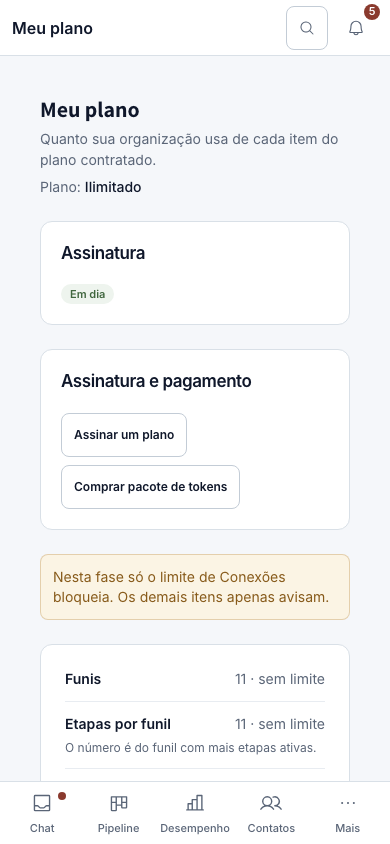 Meu plano
5
Meu plano
Quanto sua organização usa de cada item do
plano contratado.
Plano: Ilimitado
Assinatura
Em dia
Assinatura e pagamento
Assinar um plano
Comprar pacote de tokens
Nesta fase só o limite de Conexões
bloqueia. Os demais itens apenas avisam.
Funis 11 · sem limite
Etapas por funil 11 · sem limite
O número é do funil com mais etapas ativas.
Chat Pipeline Desempenho Contatos Mais